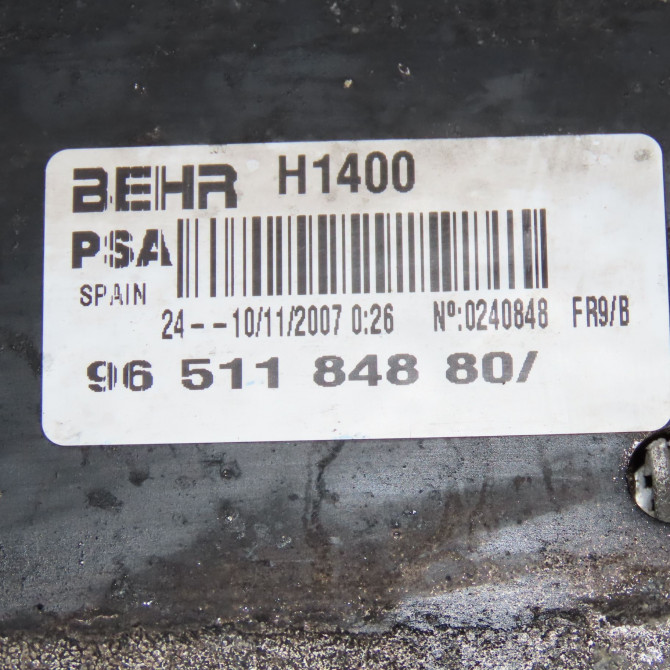 BEHR H1400
PSA
SPAIN
24--10/11/2007 0:26 Nº:0240848 FR9/B
96 511 848 80/